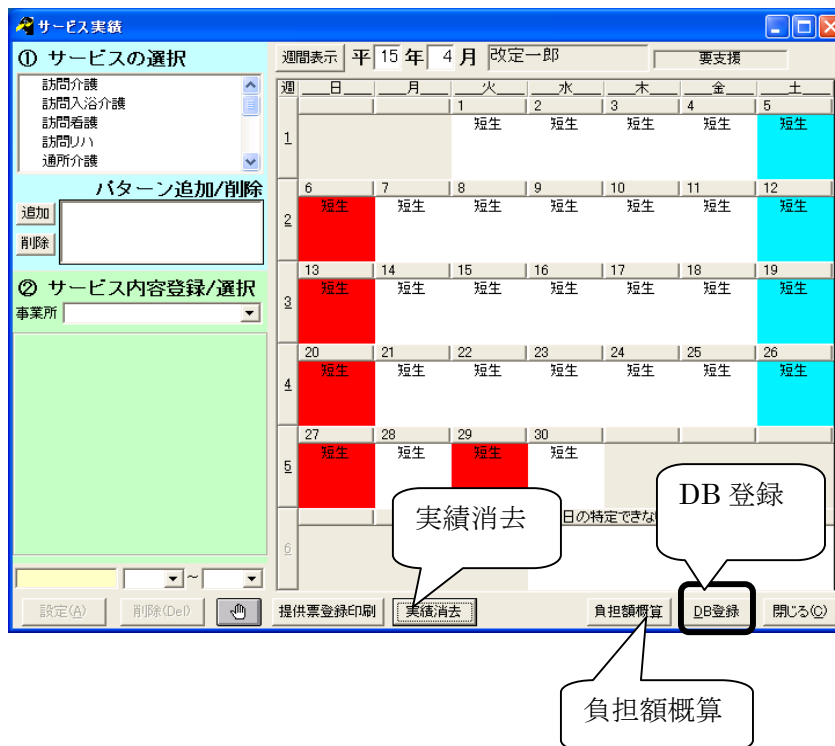 サービス実績
① サービスの選択
訪問介護
訪問入浴介護
訪問看護
訪問リハ
通所介護
パターン追加/削除
追加
削除
② サービス内容登録/選択
事業所
～
設定(A) 削除(Del)
週間表示 平 15 年 4 月 改定一郎 要支援
週 日 月 火 水 木 金 土
1 2 3 4 5
1 短生 短生 短生 短生 短生
6 7 8 9 10 11 12
2 短生 短生 短生 短生 短生 短生 短生
13 14 15 16 17 18 19
3 短生 短生 短生 短生 短生 短生 短生
20 21 22 23 24 25 26
4 短生 短生 短生 短生 短生 短生 短生
27 28 29 30
5 短生 短生 短生 短生
日の特定できな
6
実績消去
DB 登録
提供票登録印刷 実績消去 負担額概算 DB登録 閉じる(C)
負担額概算